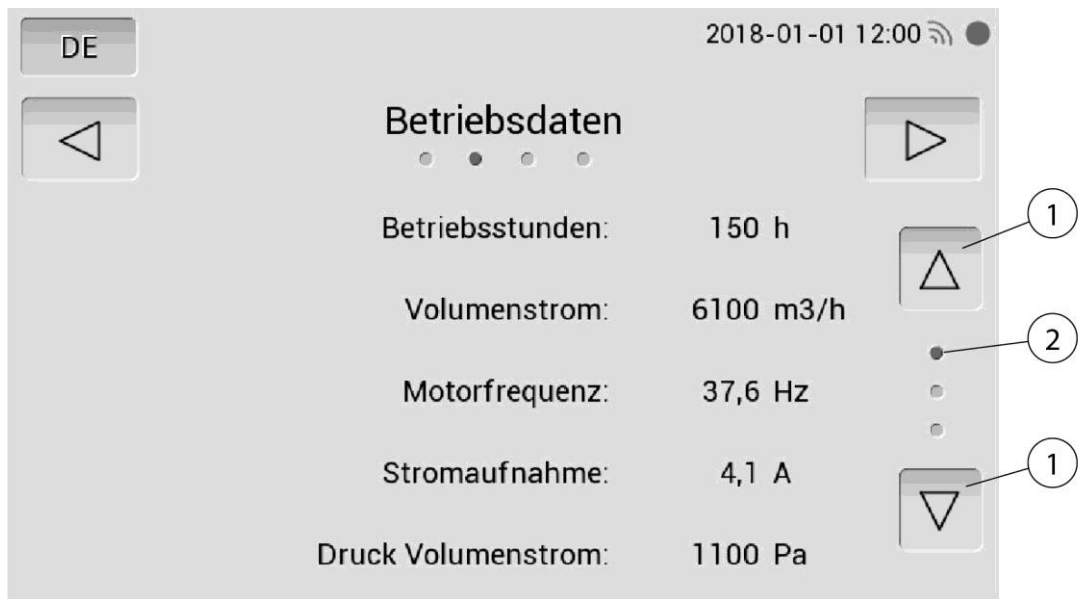 DE
2018-01-01 12:00
Betriebsdaten
Betriebsstunden: 150 h
1
Volumenstrom: 6100 m3/h
2
Motorfrequenz: 37,6 Hz
Stromaufnahme: 4,1 A
1
Druck Volumenstrom: 1100 Pa